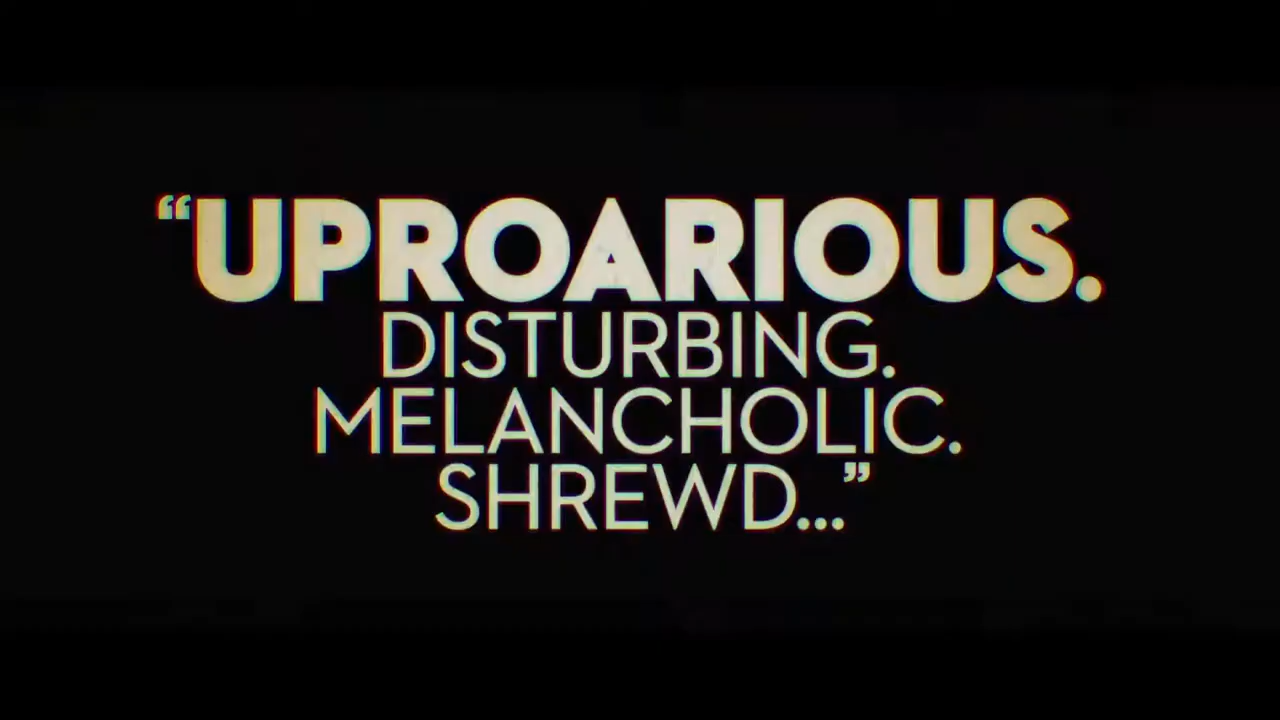 “UPROARIOUS.
DISTURBING.
MELANCHOLIC.
SHREWD...”